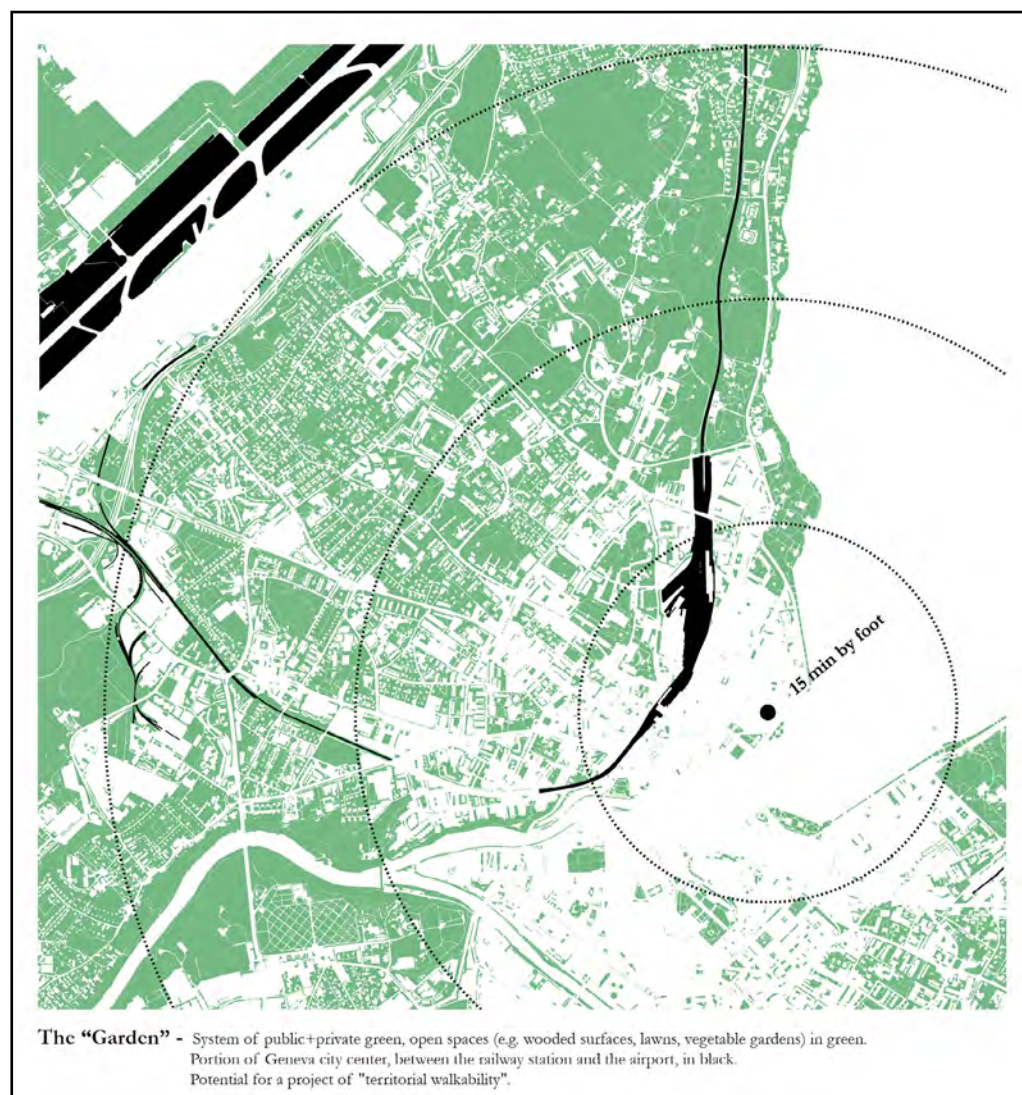 15 min by foot
The “Garden” - System of public+private green, open spaces (e.g. wooded surfaces, lawns, vegetable gardens) in green.
Portion of Geneva city center, between the railway station and the airport, in black.
Potential for a project of "territorial walkability".